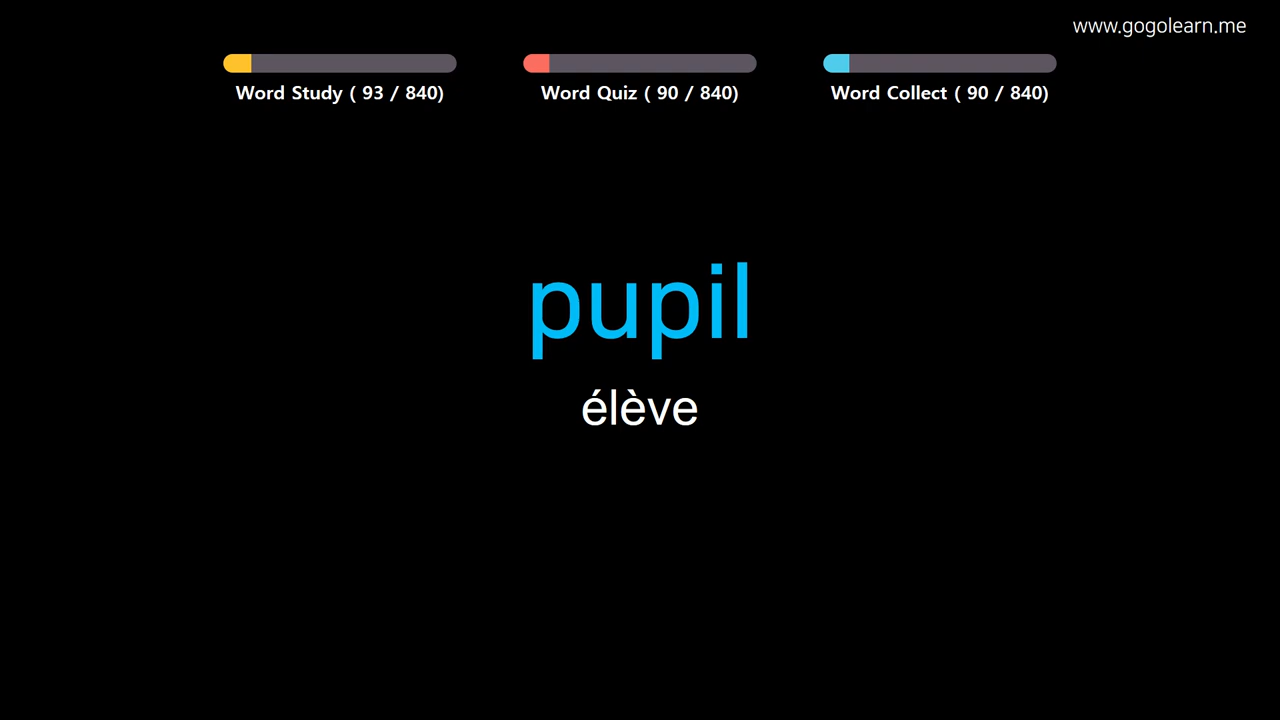 www.gogolearn.me
Word Study ( 93 / 840)
Word Quiz ( 90 / 840)
Word Collect ( 90 / 840)
pupil
élève